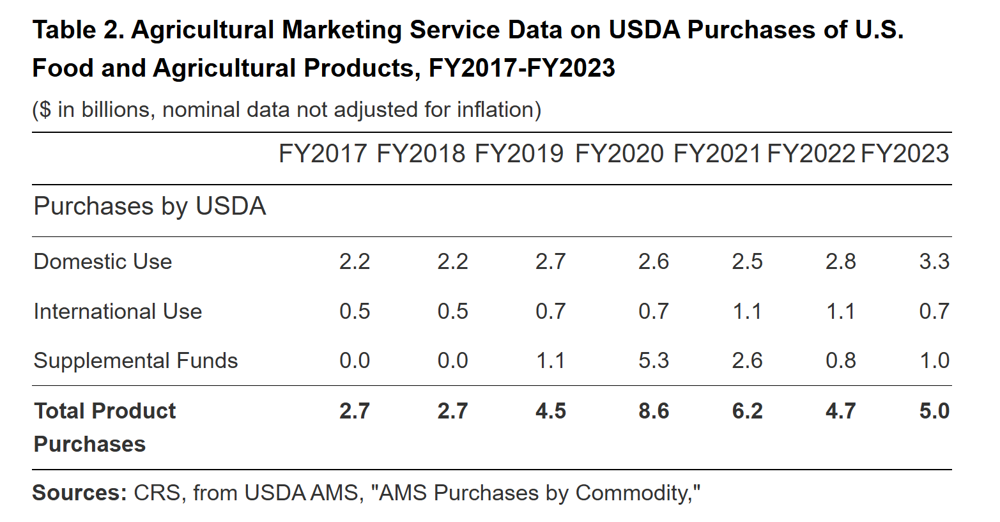 Table 2. Agricultural Marketing Service Data on USDA Purchases of U.S.
Food and Agricultural Products, FY2017-FY2023
($ in billions, nominal data not adjusted for inflation)
FY2017 FY2018 FY2019 FY2020 FY2021 FY2022 FY2023
Purchases by USDA
Domestic Use 2.2 2.2 2.7 2.6 2.5 2.8 3.3
International Use 0.5 0.5 0.7 0.7 1.1 1.1 0.7
Supplemental Funds 0.0 0.0 1.1 5.3 2.6 0.8 1.0
Total Product 2.7 2.7 4.5 8.6 6.2 4.7 5.0
Purchases
Sources: CRS, from USDA AMS, "AMS Purchases by Commodity,"